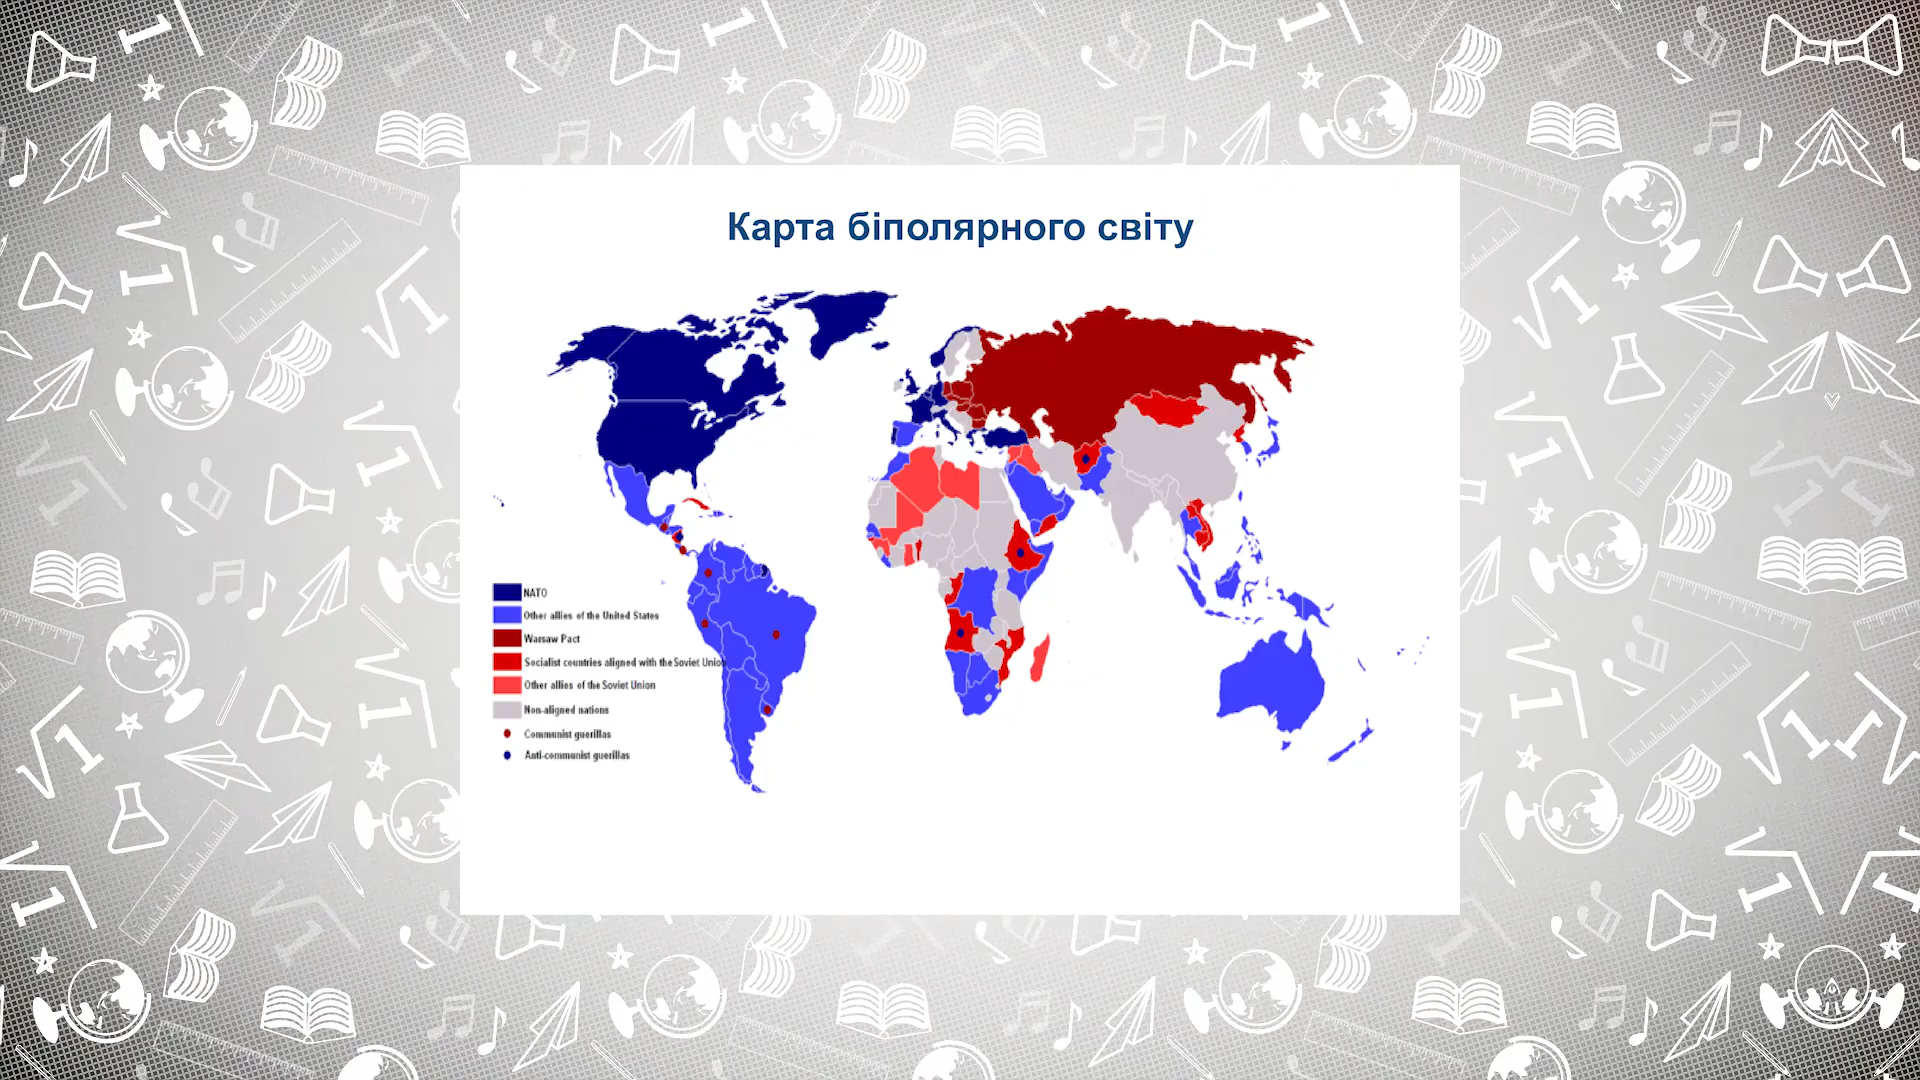 Карта біполярного світу
NATO
Other allies of the United States
Warsaw Pact
Socialist countries aligned with the Soviet Union
Other allies of the Soviet Union
Non-aligned nations
Communist guerillas
Anti-communist guerillas